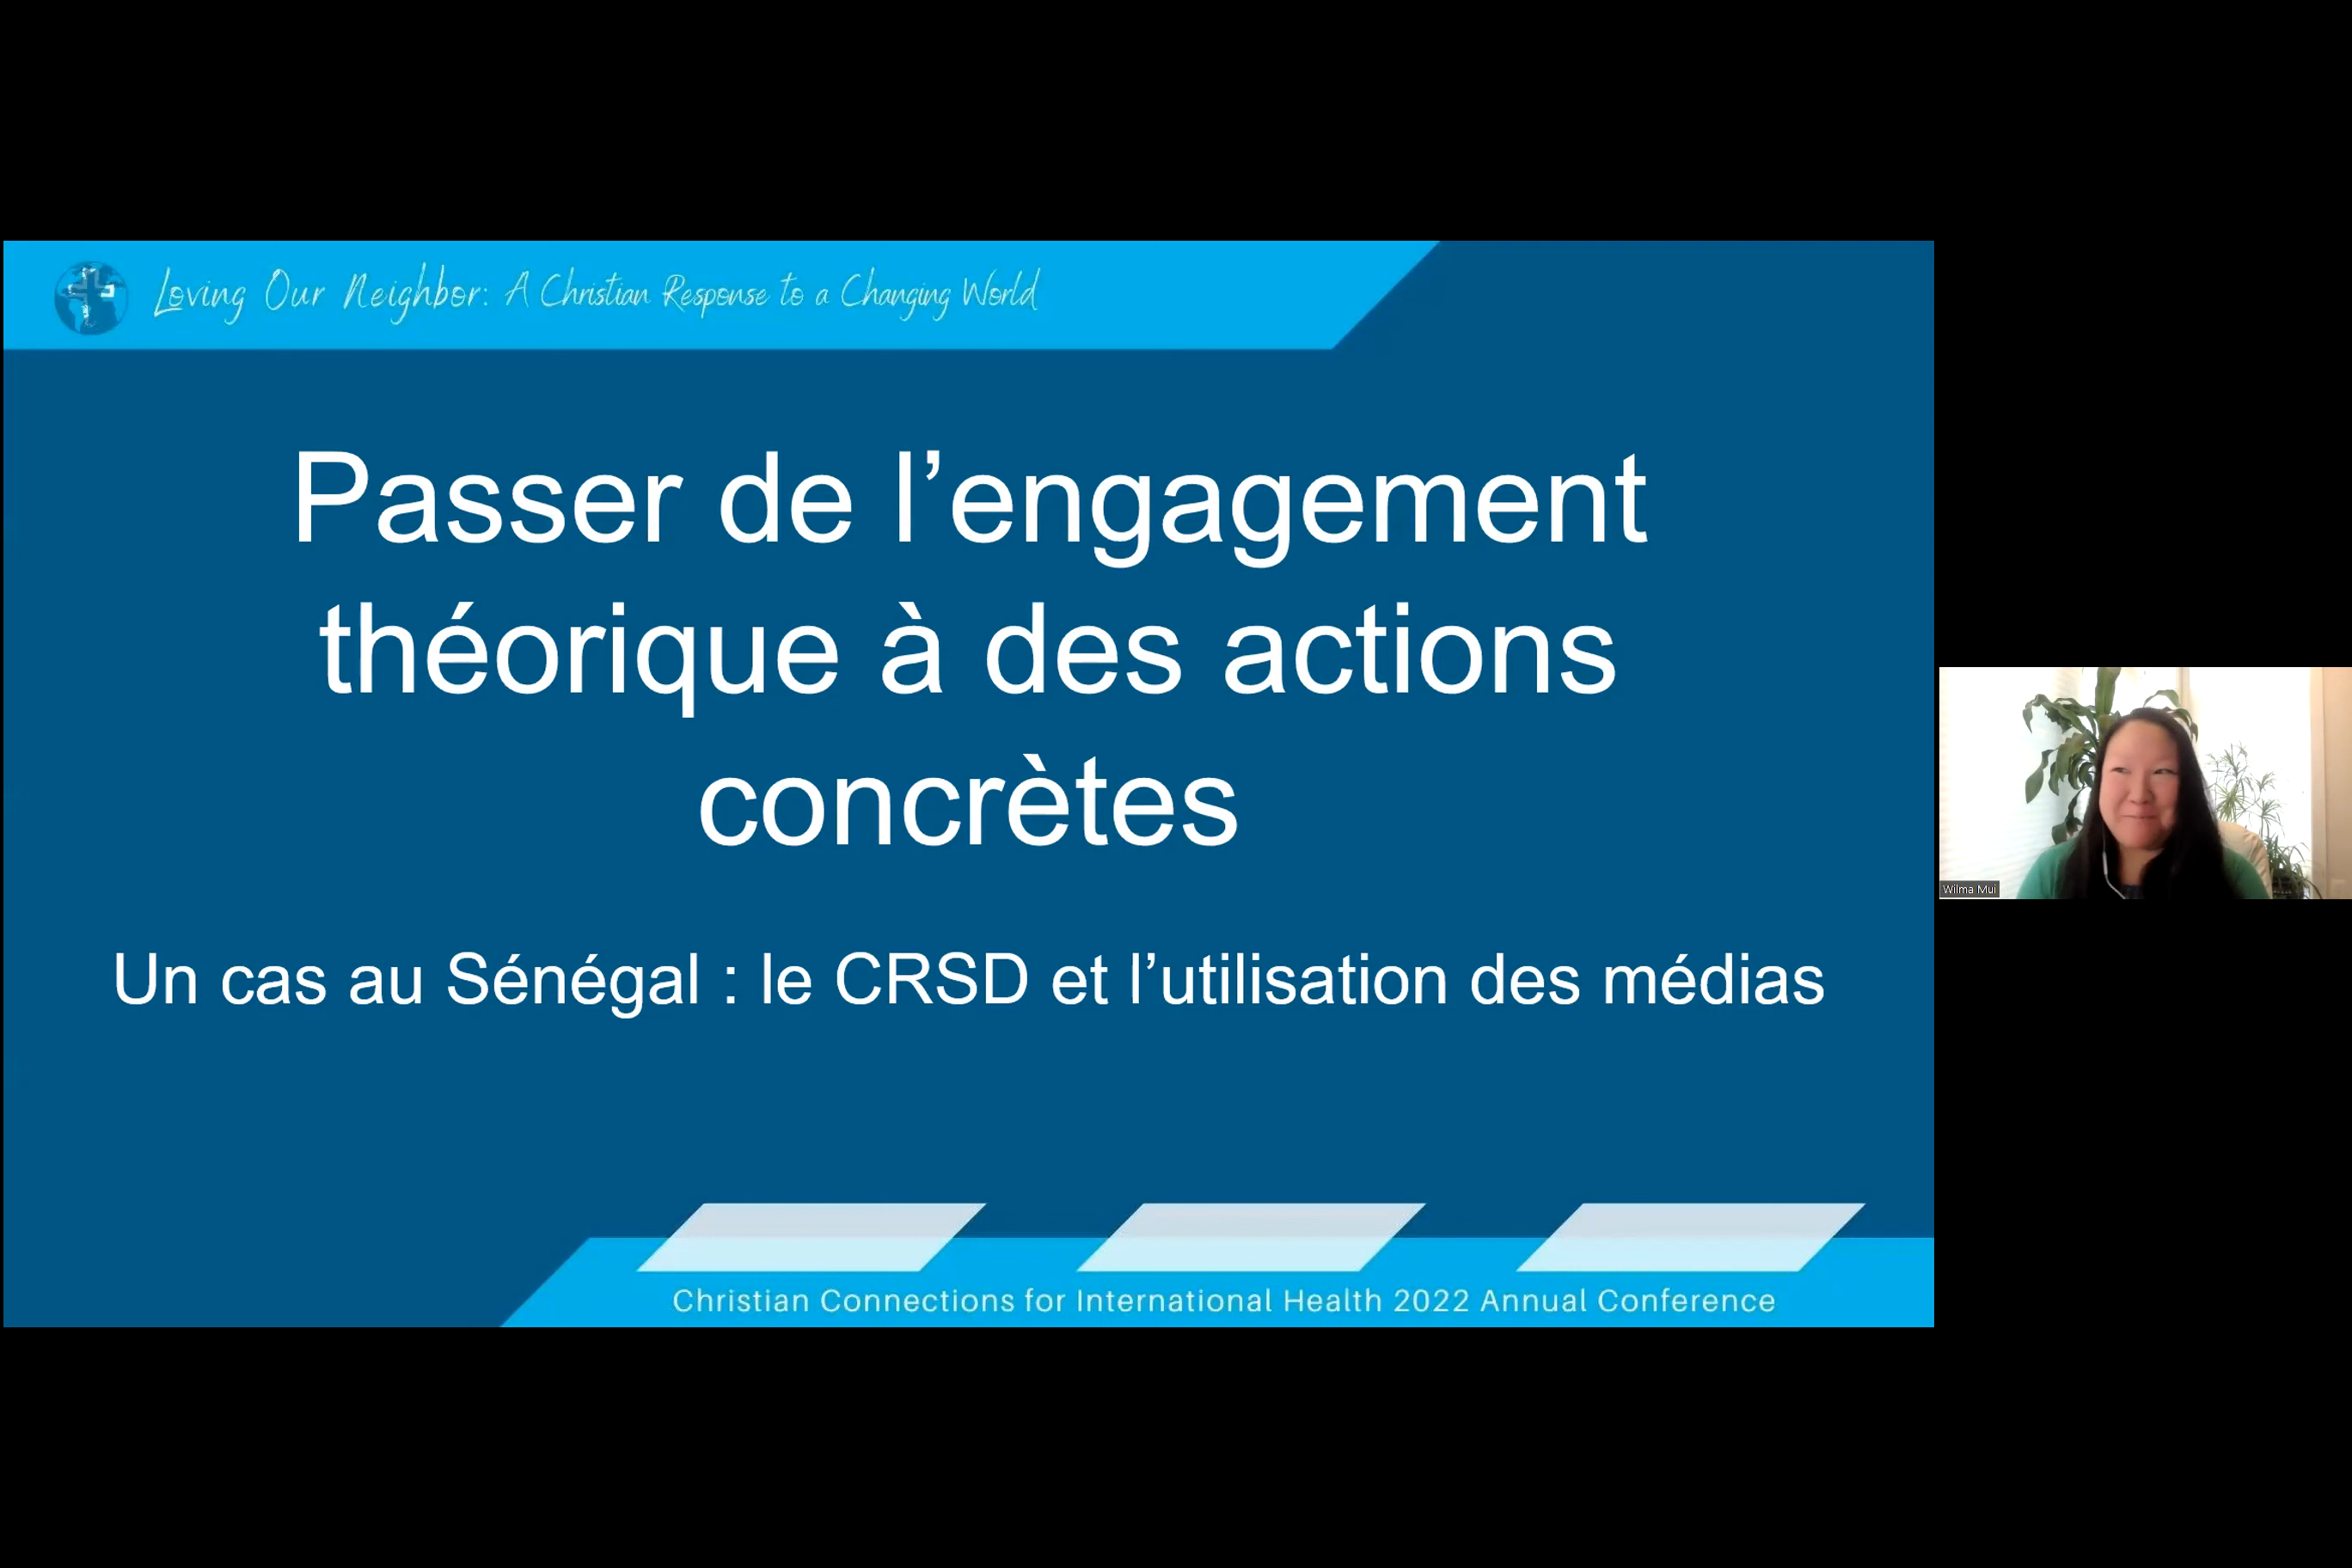 Loving Our Neighbor: A Christian Response to a Changing World
Passer de l’engagement
théorique à des actions
concrètes
Un cas au Sénégal : le CRSD et l’utilisation des médias
Christian Connections for International Health 2022 Annual Conference
Wilma Mui